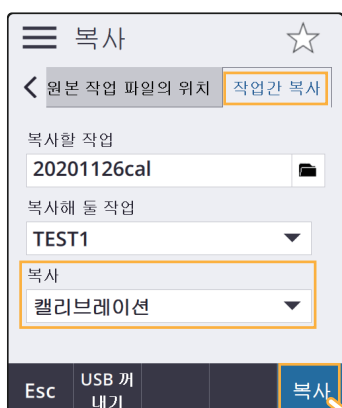 복사
원본 작업 파일의 위치 작업간 복사
복사할 작업
20201126cal
복사해 둘 작업
TEST1
복사
캘리브레이션
Esc USB 꺼 복사
내기